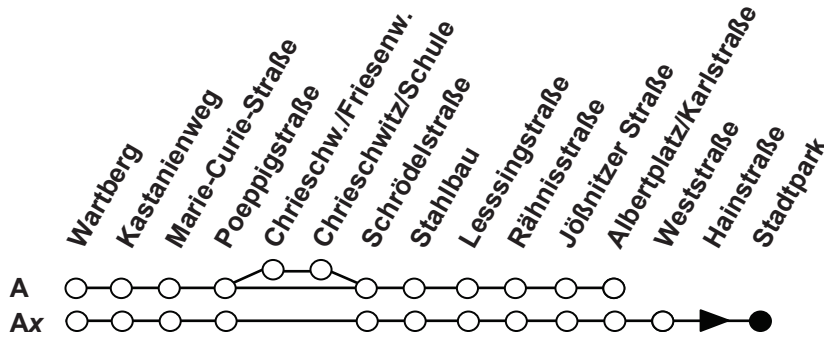 Wartberg
Kastanienweg
Marie-Curie-Straße
Poeppigstraße
Chrieschw./Friesenw.
Chrieschwitz/Schule
Schrödelstraße
Stahlbau
Lesssingstraße
Rähnisstraße
Jößnitzer Straße
Albertplatz/Karlstraße
Weststraße
Hainstraße
Stadtpark
A
Ax